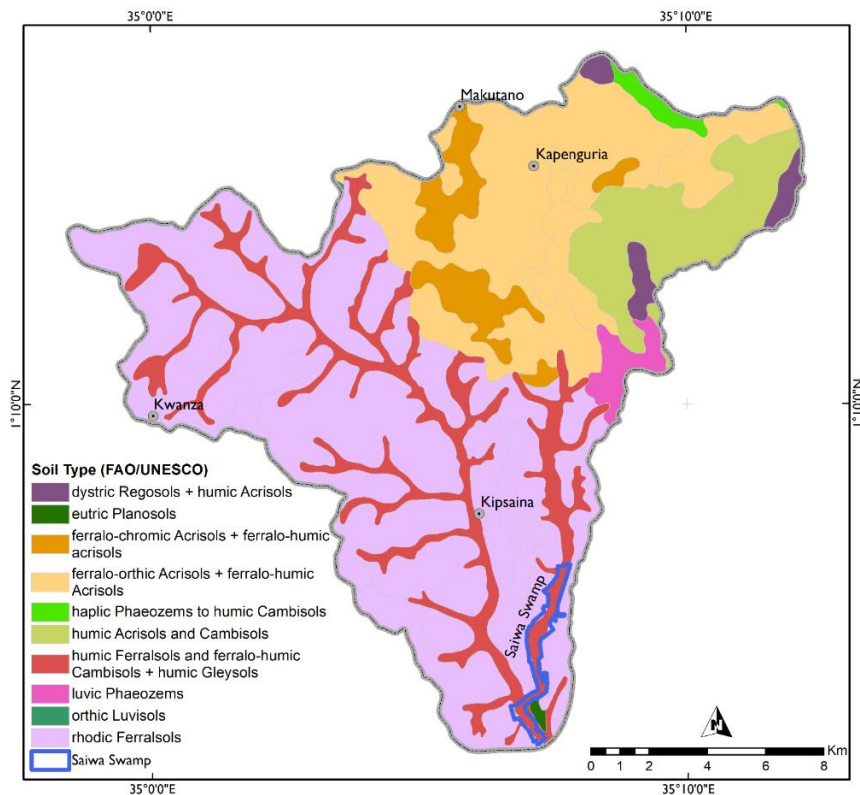 35°0'0"E
35°10'0"E
Makutano
Kapenguria
1°10'0"N
1°10'0"N
Kwanza
Kipsaina
Saiwa Swamp
Soil Type (FAO/UNESCO)
dystric Regosols + humic Acrisols
eutric Planosols
ferralo-chromic Acrisols + ferralo-humic
acrisols
ferralo-orthic Acrisols + ferralo-humic
Acrisols
haplic Phaeozems to humic Cambisols
humic Acrisols and Cambisols
humic Ferralsols and ferralo-humic
Cambisols + humic Gleysols
luvic Phaeozems
orthic Luvisols
rhodic Ferralsols
Saiwa Swamp
N
Km
0 1 2 4 6 8
35°0'0"E
35°10'0"E